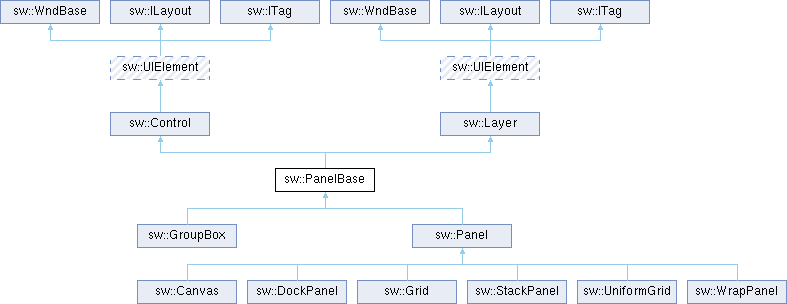 sw::WndBase sw::ILayout sw::ITag sw::WndBase sw::ILayout sw::ITag
sw::UIElement sw::UIElement
sw::Control sw::Layer
sw::PanelBase
sw::GroupBox sw::Panel
sw::Canvas sw::DockPanel sw::Grid sw::StackPanel sw::UniformGrid sw::WrapPanel